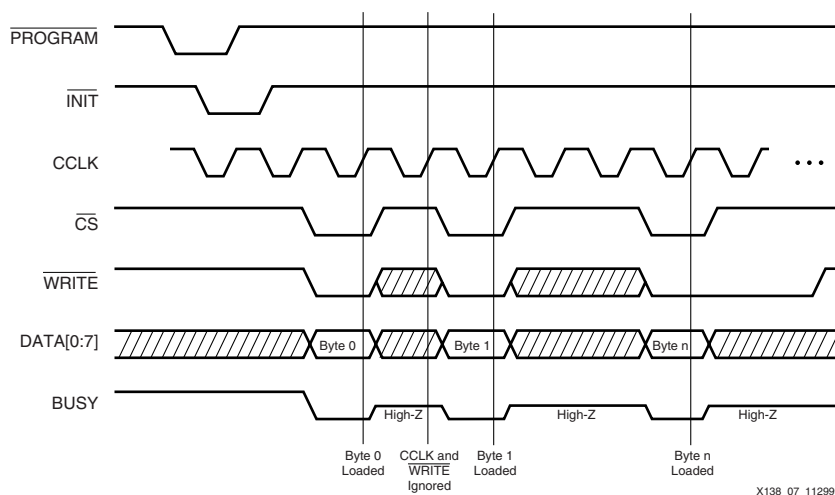 PROGRAM
INIT
CCLK
CS
WRITE
DATA[0:7]
Byte 0
Byte 1
Byte n
BUSY
High-Z
High-Z
High-Z
Byte 0
Loaded
CCLK and
WRITE
Ignored
Byte 1
Loaded
Byte n
Loaded
X138_07_11299